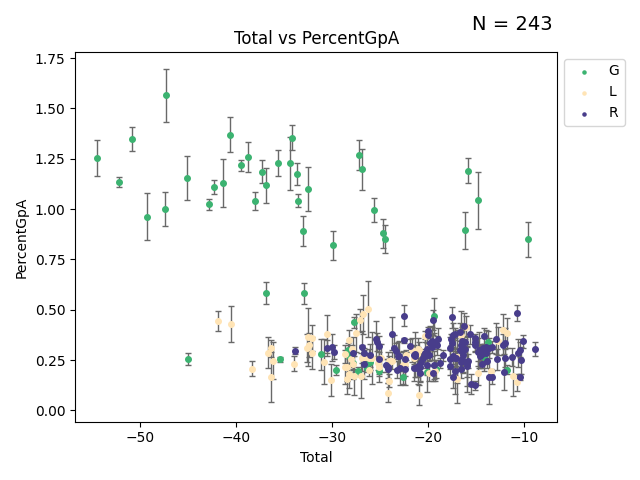 N = 243
Total vs PercentGpA
G
L
R
PercentGpA
1.75
1.50
1.25
1.00
0.75
0.50
0.25
0.00
−50
−40
−30
−20
−10
Total